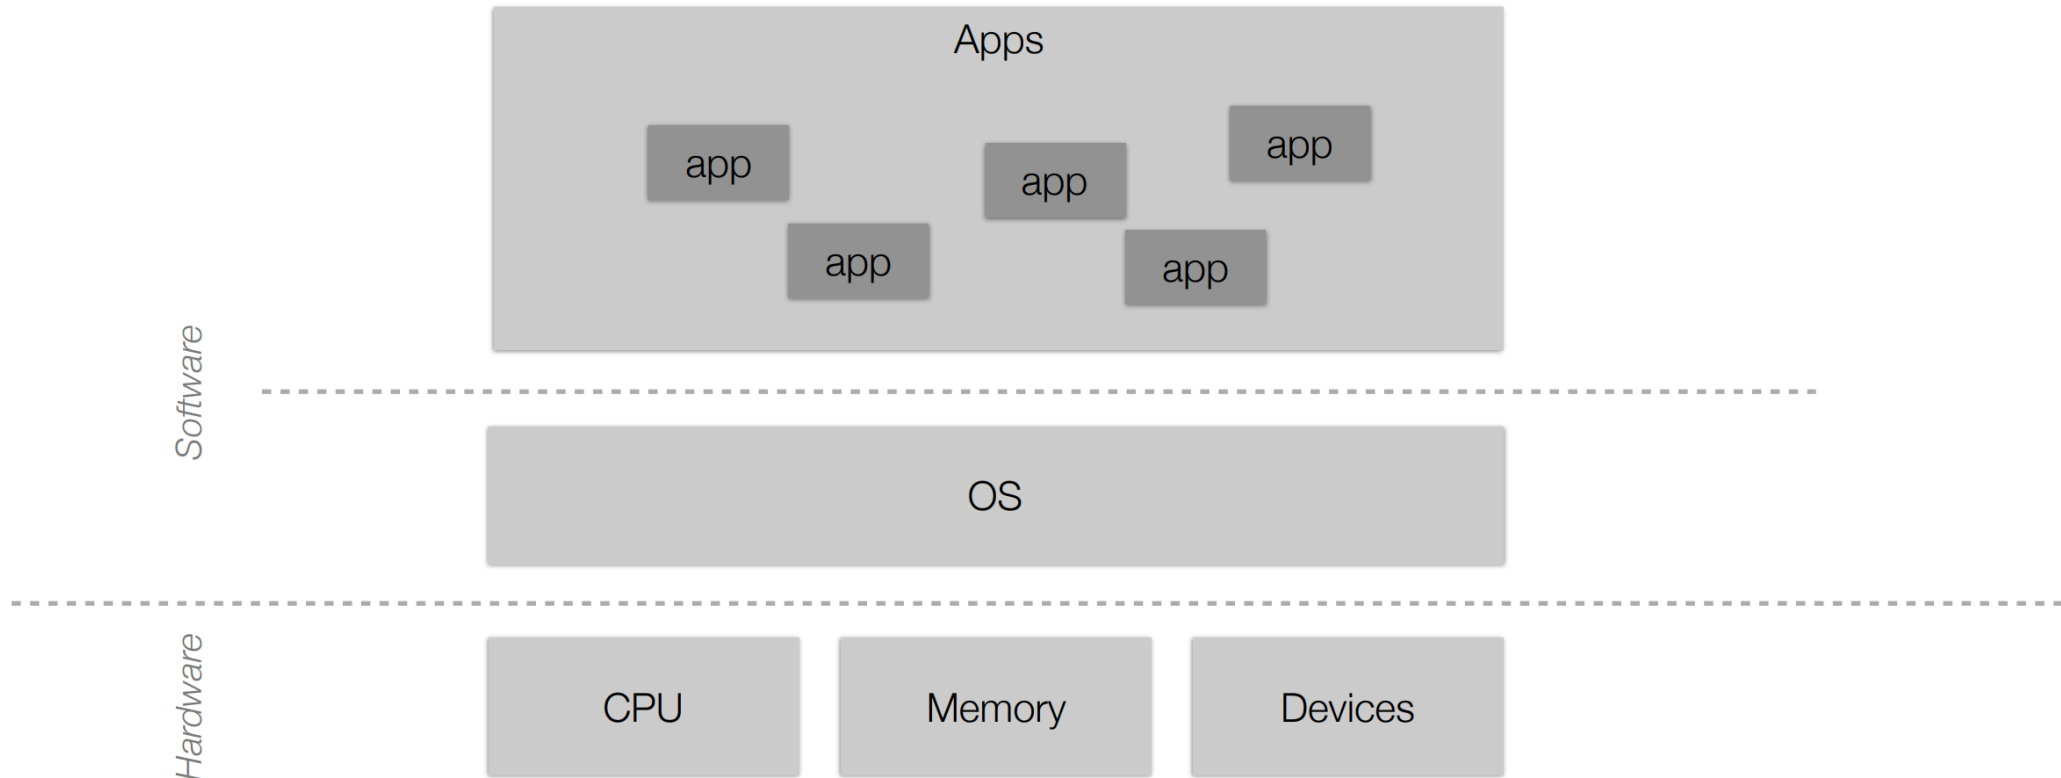 Apps
app
app
app
app
app
Software
OS
Hardware
CPU
Memory
Devices